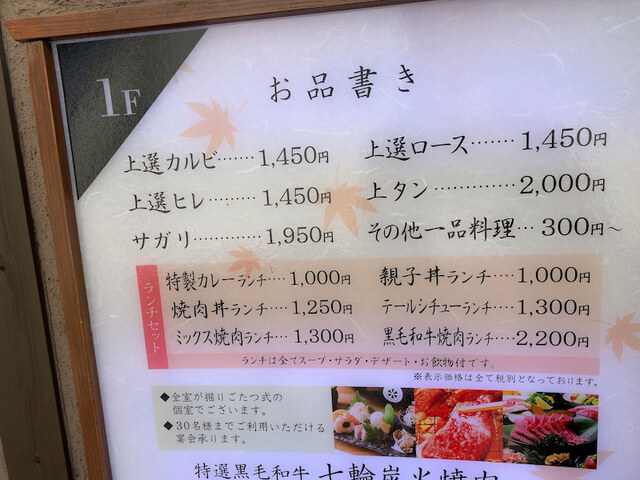 1F
お品書き
上選カルビ……1,450円
上選ロース……1,450円
上選ヒレ………1,450円
上タン…………2,000円
サガリ…………1,950円
その他一品料理…300円～
ランチセット
特製カレーランチ…1,000円
親子丼ランチ……1,000円
焼肉丼ランチ……1,250円
テールシチューランチ…1,300円
ミックス焼肉ランチ…1,300円
黒毛和牛焼肉ランチ…2,200円
ランチは全てスープ・サラダ・デザート・お飲物付です。
※表示価格は全て税別となっております。
◆全室が掘りごたつ式の
個室でございます。
◆30名様までご利用いただける
宴会承ります。
特選黒毛和牛 七輪炭火焼肉